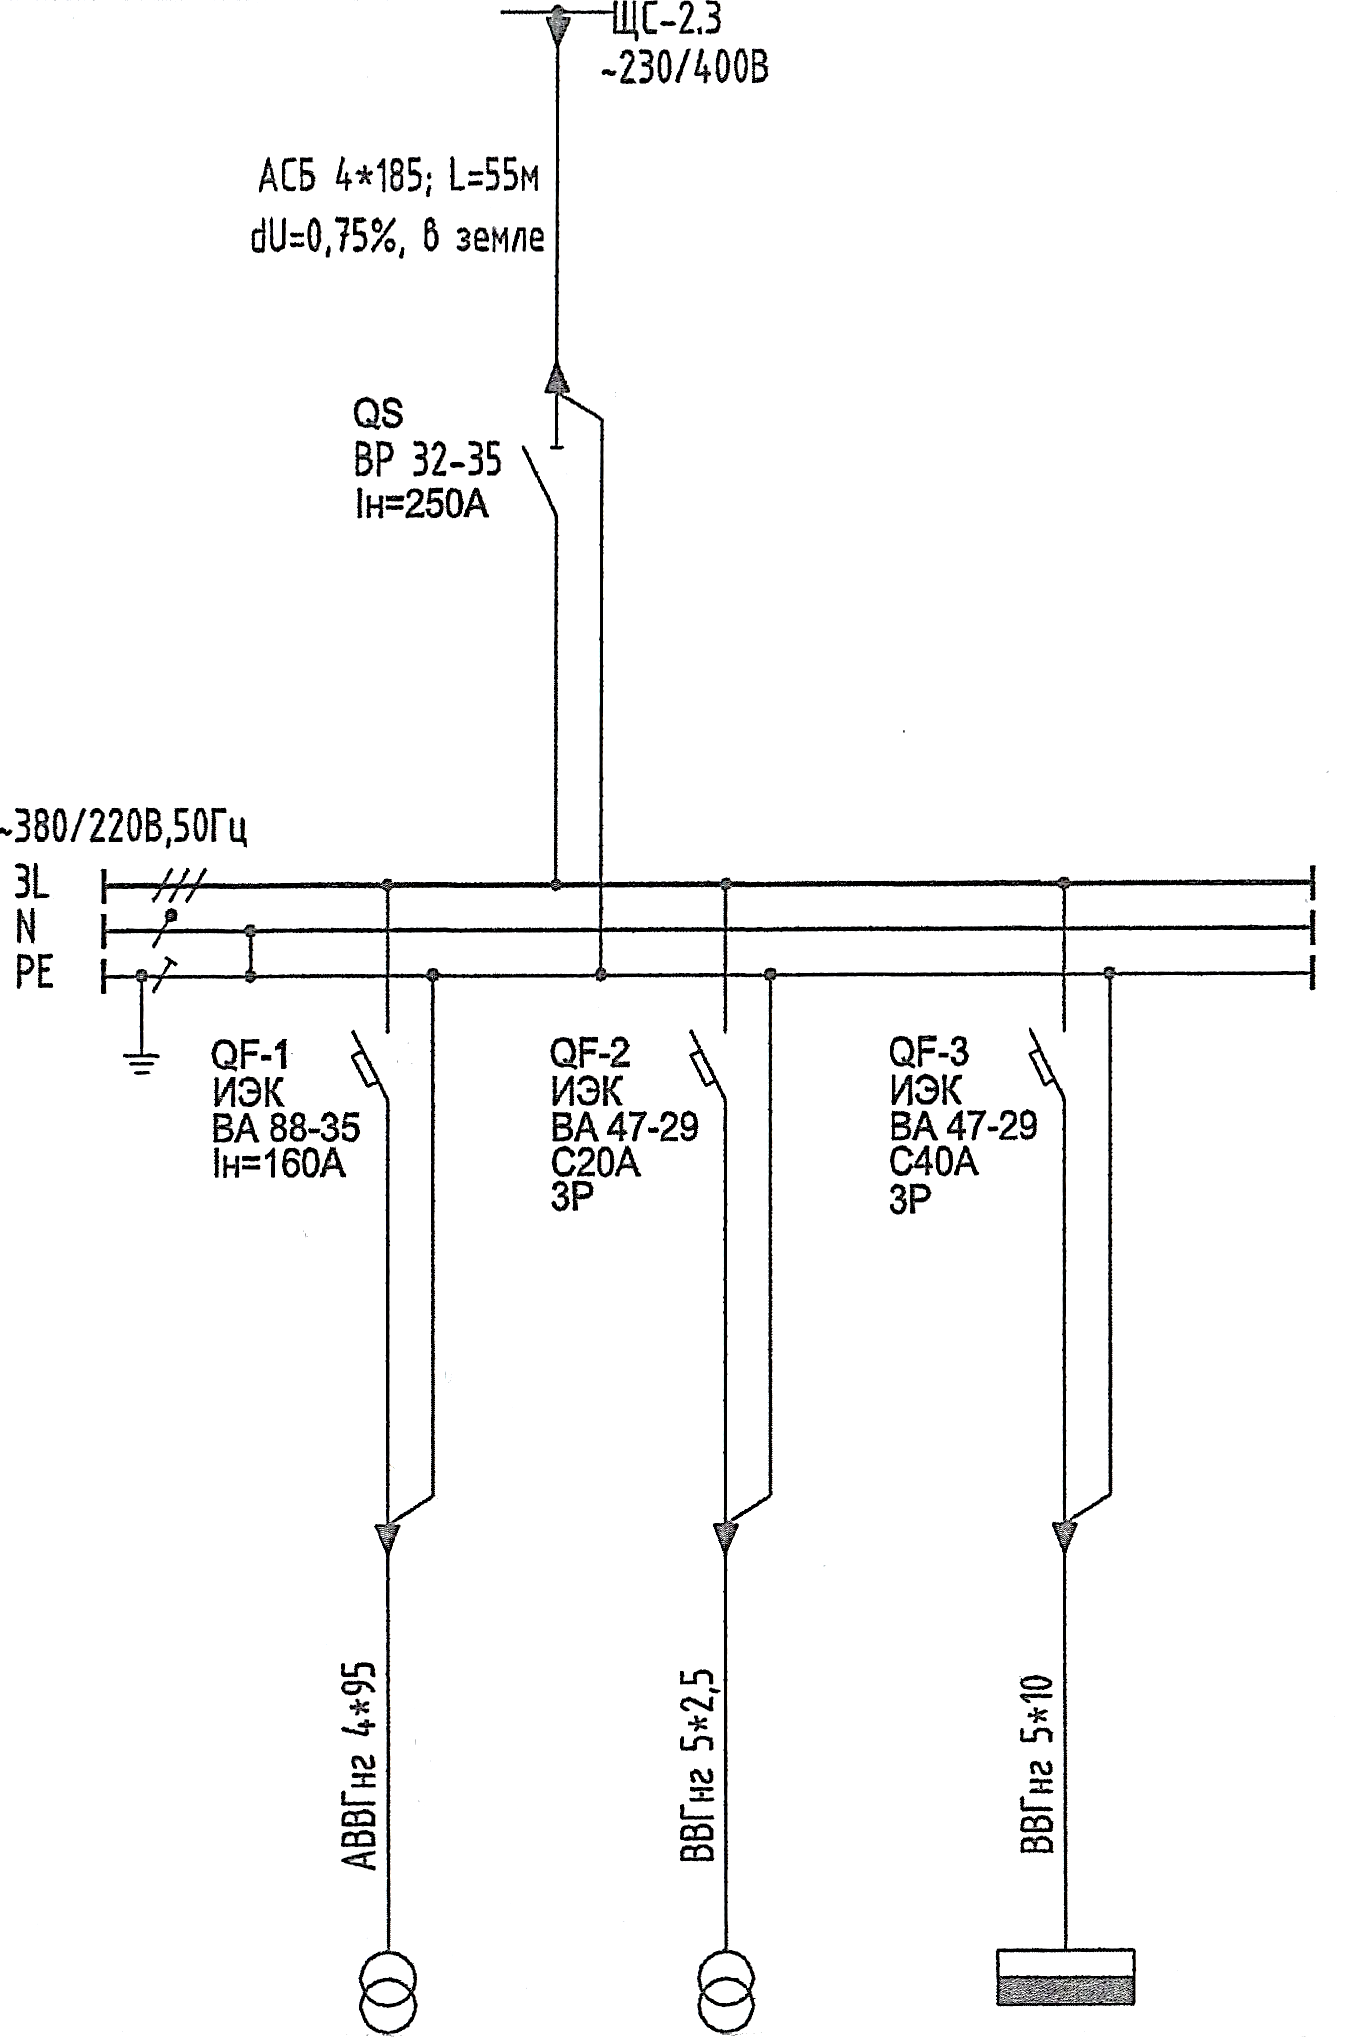 ЩС-2.3
~230/400В
АСБ 4*185; L=55м
dU=0,75%, в земле
QS
ВР 32-35
Iн=250А
~380/220В,50Гц
3L
N
PE
QF-1
ИЭК
ВА 88-35
Iн=160А
QF-2
ИЭК
ВА 47-29
С20А
3Р
QF-3
ИЭК
ВА 47-29
С40А
3Р
АВВГнг 4*95
ВВГнг 5*2,5
ВВГнг 5*10